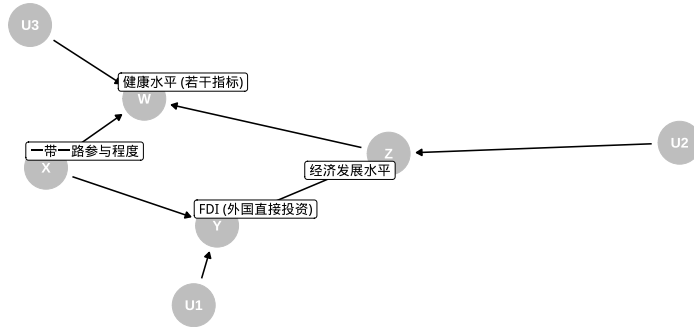 U3
健康水平 (若干指标)
W
一带一路参与程度
X
U2
Z
经济发展水平
FDI (外国直接投资)
Y
U1